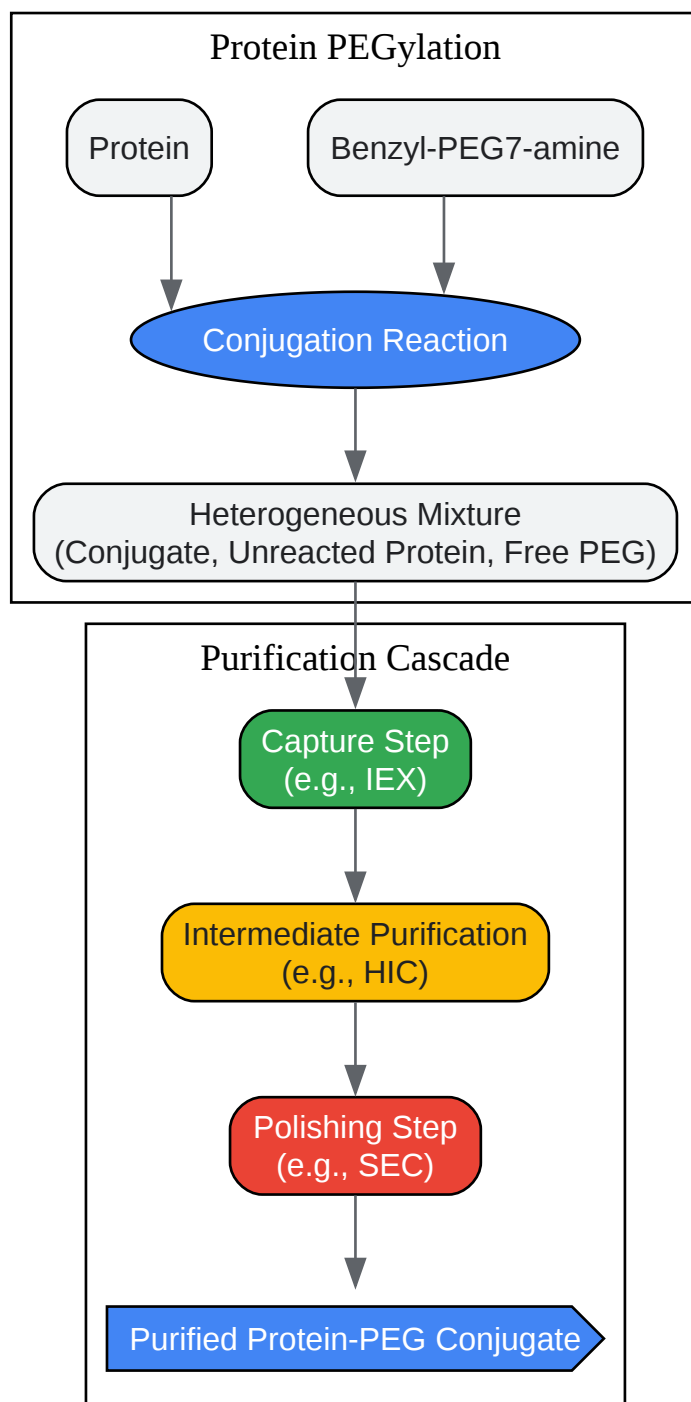 Protein PEGylation
Protein
Benzyl-PEG7-amine
Conjugation Reaction
Heterogeneous Mixture
(Conjugate, Unreacted Protein, Free PEG)
Purification Cascade
Capture Step
(e.g., IEX)
Intermediate Purification
(e.g., HIC)
Polishing Step
(e.g., SEC)
Purified Protein-PEG Conjugate